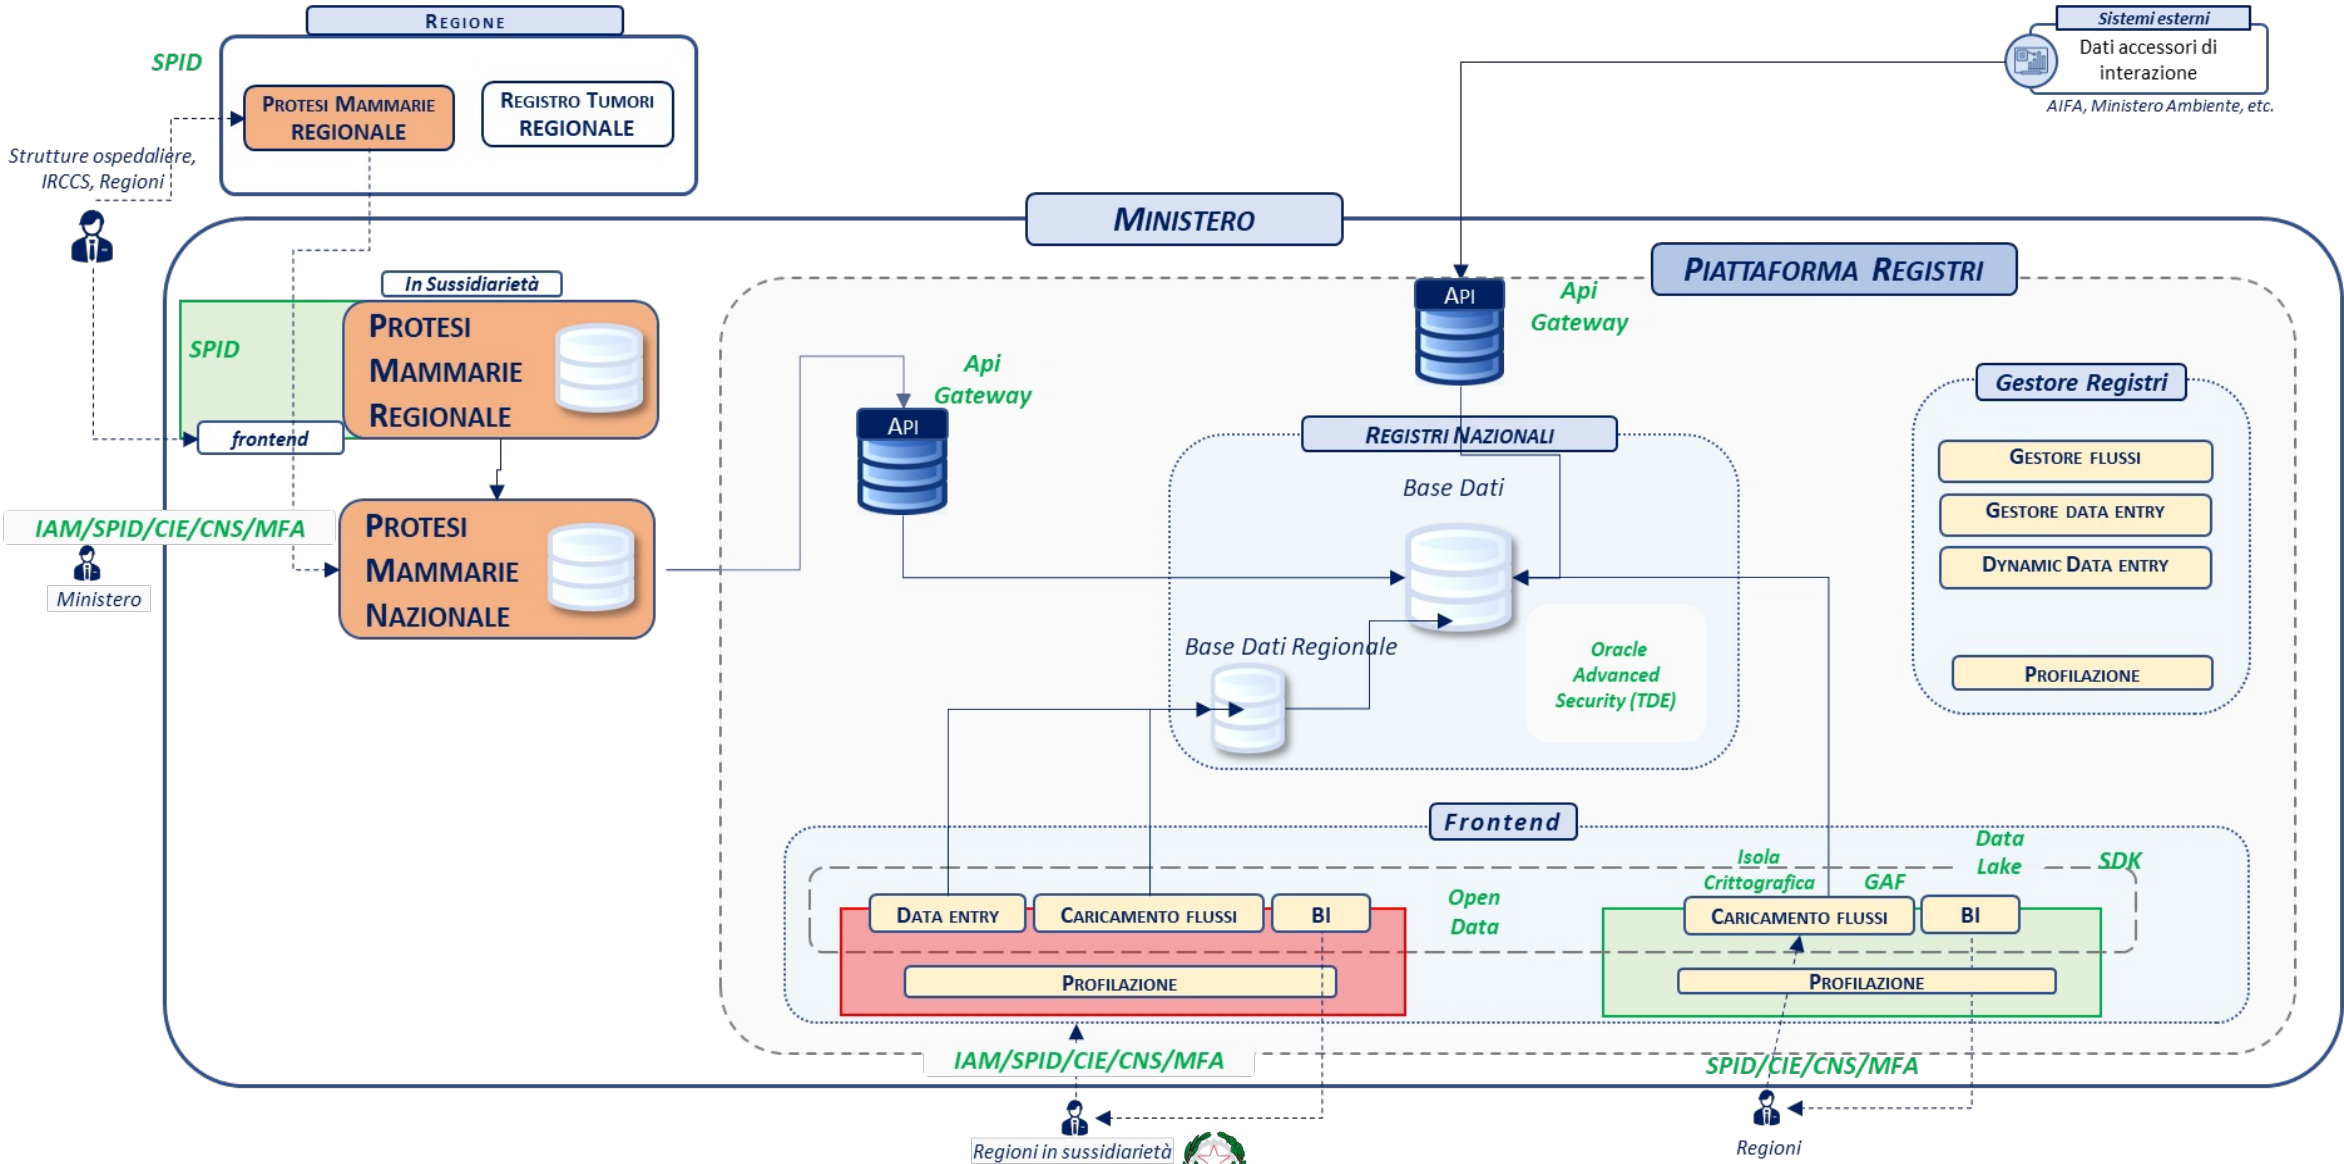 REGIONE
SPID
PROTESI MAMMARIE
REGIONALE
REGISTRO TUMORI
REGIONALE
Strutture ospedaliere,
IRCCS, Regioni
Sistemi esterni
Dati accessori di
interazione
AIFA, Ministero Ambiente, etc.
MINISTERO
PIATTAFORMA REGISTRI
In Sussidiarietà
SPID
PROTESI
MAMMARIE
REGIONALE
frontend
IAM/SPID/CIE/CNS/MFA
Ministero
PROTESI
MAMMARIE
NAZIONALE
API
Api
Gateway
API
Api
Gateway
REGISTRI NAZIONALI
Base Dati
Base Dati Regionale
Oracle
Advanced
Security (TDE)
Gestore Registri
GESTORE FLUSSI
GESTORE DATA ENTRY
DYNAMIC DATA ENTRY
PROFILAZIONE
Frontend
DATA ENTRY
CARICAMENTO FLUSSI
BI
PROFILAZIONE
Open
Data
Isola
Crittografica
GAF
Data
Lake
SDK
CARICAMENTO FLUSSI
BI
PROFILAZIONE
IAM/SPID/CIE/CNS/MFA
SPID/CIE/CNS/MFA
Regioni in sussidiarietà
Regioni